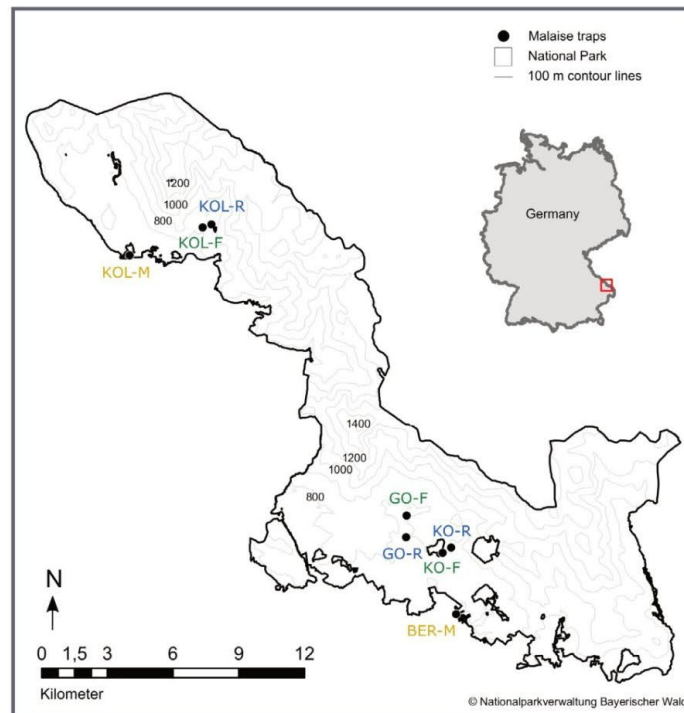 Malaise traps
National Park
100 m contour lines
Germany
1200
1000
800
KOL-R
KOL-F
KOL-M
1400
1200
1000
800
GO-F
KO-R
GO-R
KO-F
BER-M
N
0 1,5 3 6 9 12
Kilometer
© Nationalparkverwaltung Bayerischer Wald